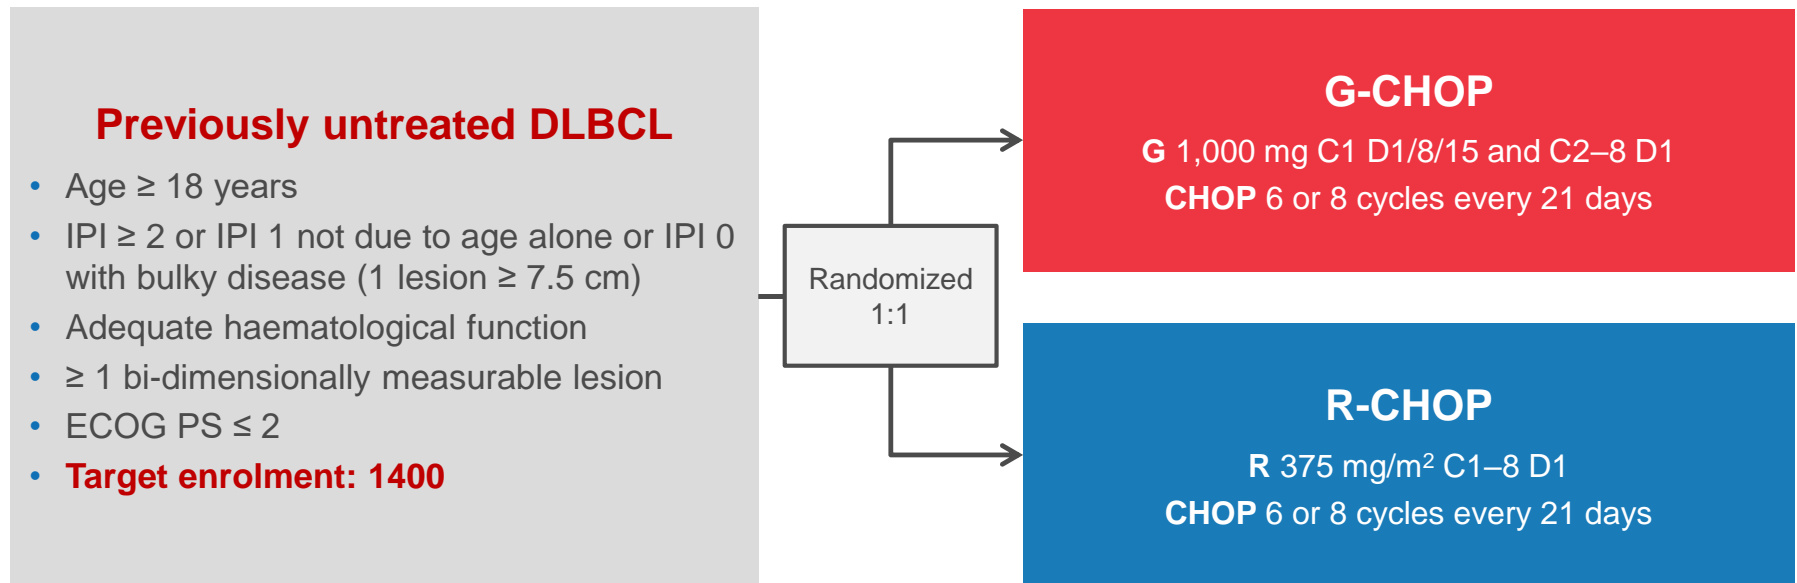 Previously untreated DLBCL
• Age ≥ 18 years
• IPI ≥ 2 or IPI 1 not due to age alone or IPI 0
with bulky disease (1 lesion ≥ 7.5 cm)
• Adequate haematological function
• ≥ 1 bi-dimensionally measurable lesion
• ECOG PS ≤ 2
• Target enrolment: 1400
Randomized
1:1
G-CHOP
G 1,000 mg C1 D1/8/15 and C2–8 D1
CHOP 6 or 8 cycles every 21 days
R-CHOP
R 375 mg/m² C1–8 D1
CHOP 6 or 8 cycles every 21 days